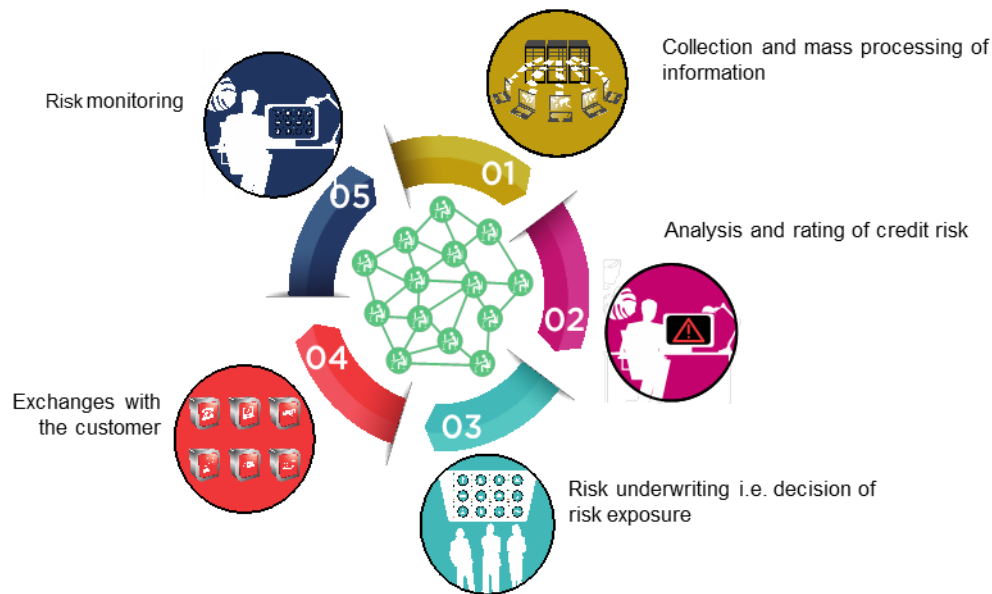 Collection and mass processing of
information
01
Analysis and rating of credit risk
02
Risk underwriting i.e. decision of
risk exposure
03
Exchanges with
the customer
04
Risk monitoring
05